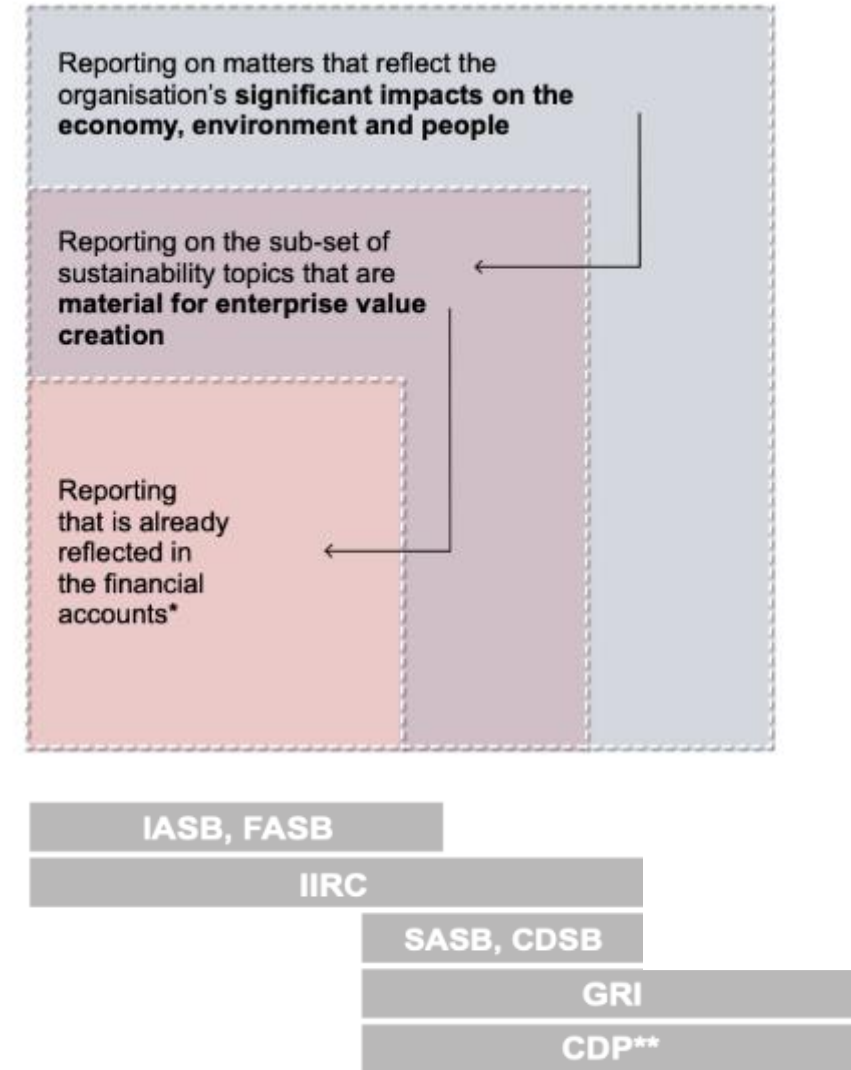 Reporting on matters that reflect the
organisation's significant impacts on the
economy, environment and people
Reporting on the sub-set of
sustainability topics that are
material for enterprise value
creation
Reporting
that is already
reflected in
the financial
accounts*
IASB, FASB
IIRC
SASB, CDSB
GRI
CDP**